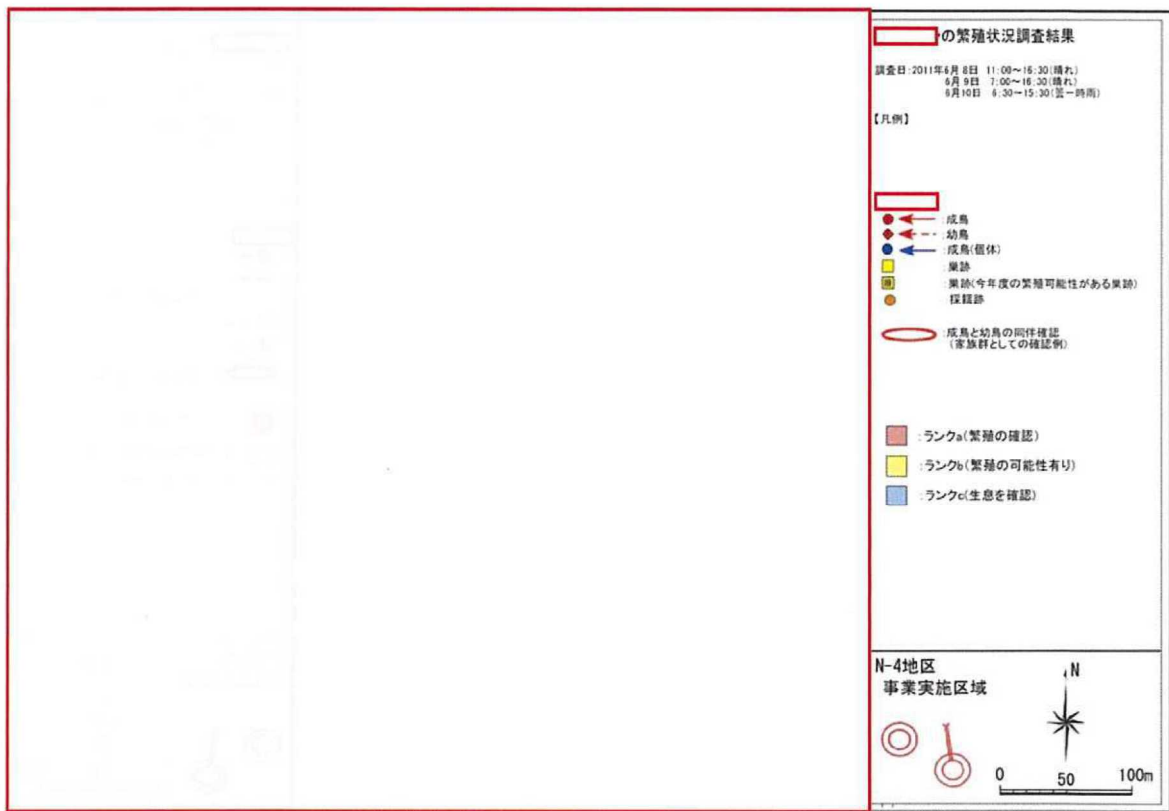 の繁殖状況調査結果
調査日:2011年6月8日 11:00~16:30(晴れ)
6月9日 7:00~16:30(晴れ)
6月10日 6:30~15:30(曇一時雨)
【凡例】
:成鳥
:幼鳥
:成鳥(個体)
:巣跡
:巣跡(今年度の繁殖可能性がある巣跡)
:採餌跡
:成鳥と幼鳥の同伴確認
(家族群としての確認例)
:ランクa(繁殖の確認)
:ランクb(繁殖の可能性有り)
:ランクc(生息を確認)
N-4地区
事業実施区域
N
0 50 100m